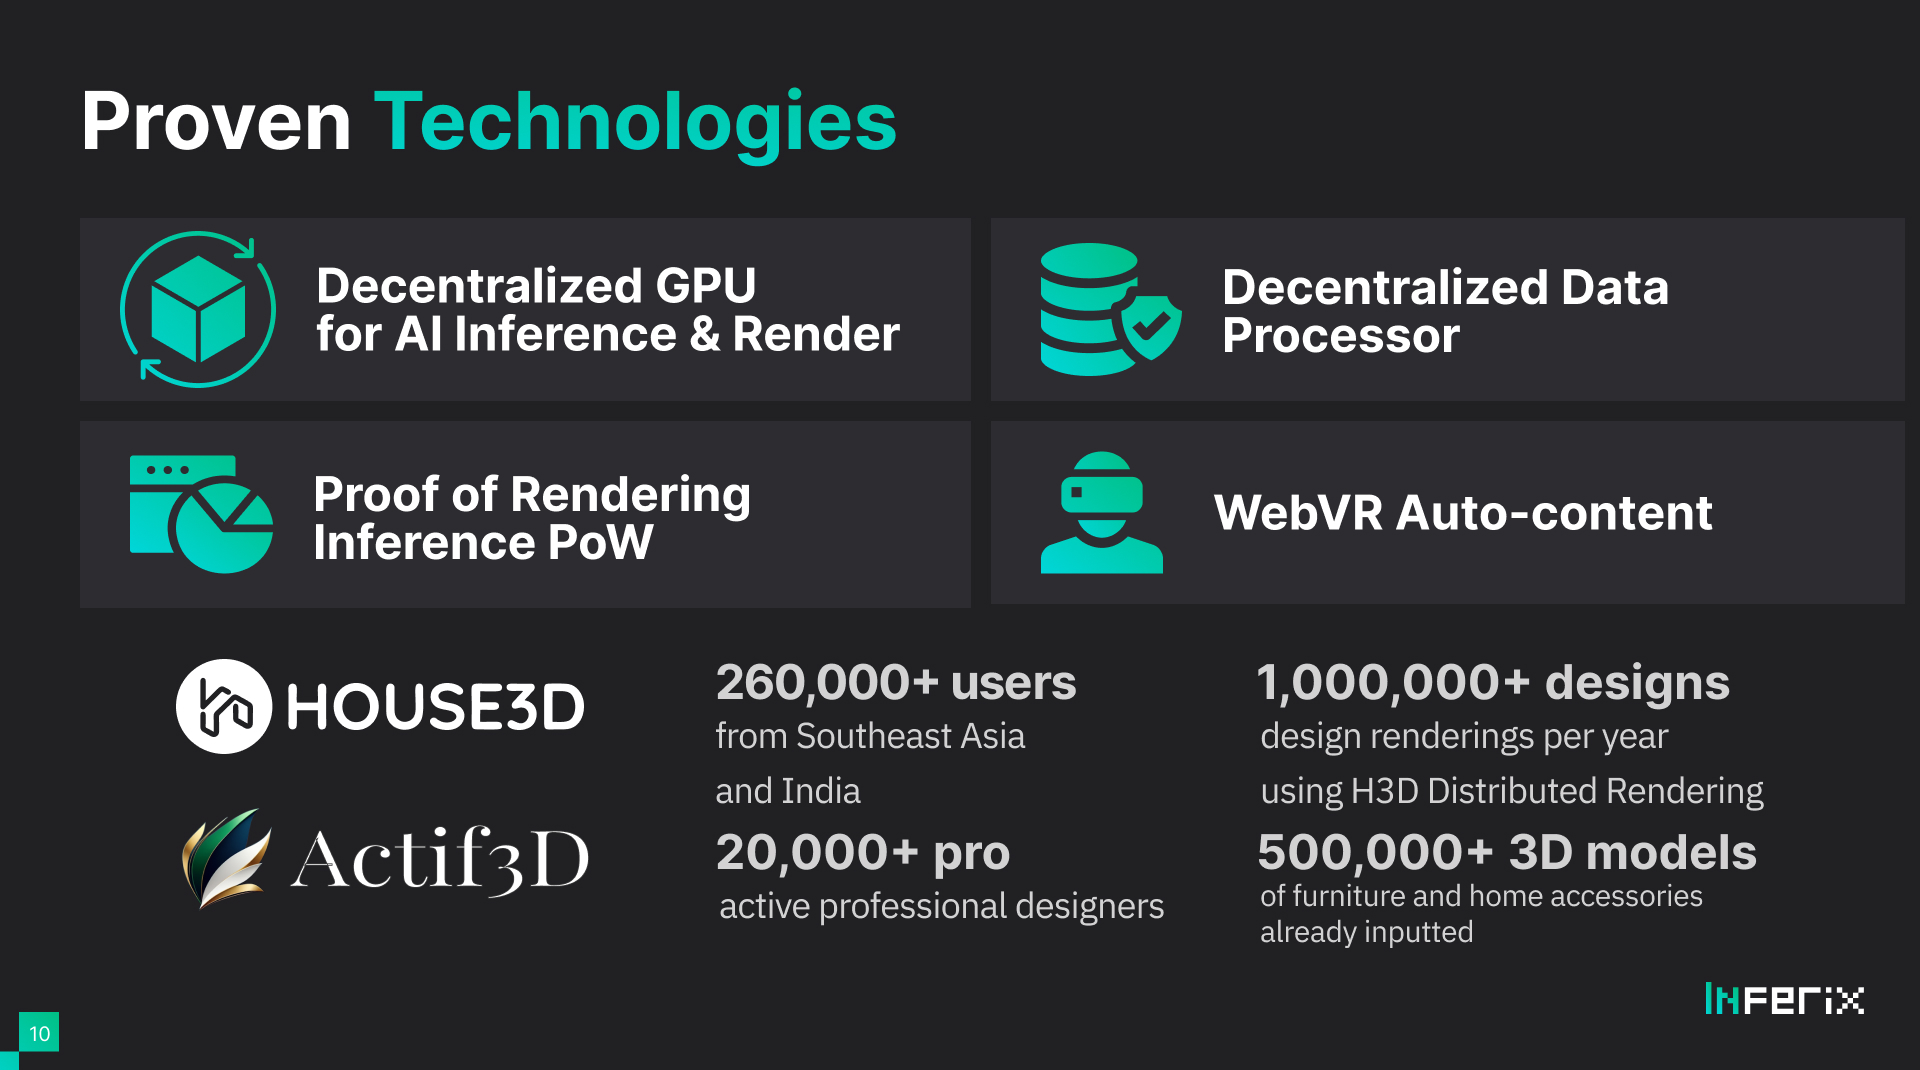 Proven Technologies
Decentralized GPU
for AI Inference & Render
Decentralized Data
Processor
Proof of Rendering
Inference PoW
WebVR Auto-content
HOUSE3D
Actif3D
260,000+ users
from Southeast Asia
and India
20,000+ pro
active professional designers
1,000,000+ designs
design renderings per year
using H3D Distributed Rendering
500,000+ 3D models
of furniture and home accessories
already inputted
INFERIX
10